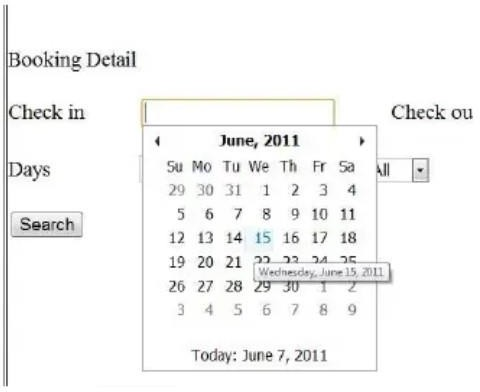 Booking Detail
Check in
Check ou
June, 2011
Days
All
Su Mo Tu We Th Fr Sa
29 30 31 1 2 3 4
5 6 7 8 9 10 11
Search
12 13 14 15 16 17 18
19 20 21 22 23 24 25
Wednesday, June 15, 2011
26 27 28 29 30 1 2
3 4 5 6 7 8 9
Today: June 7, 2011